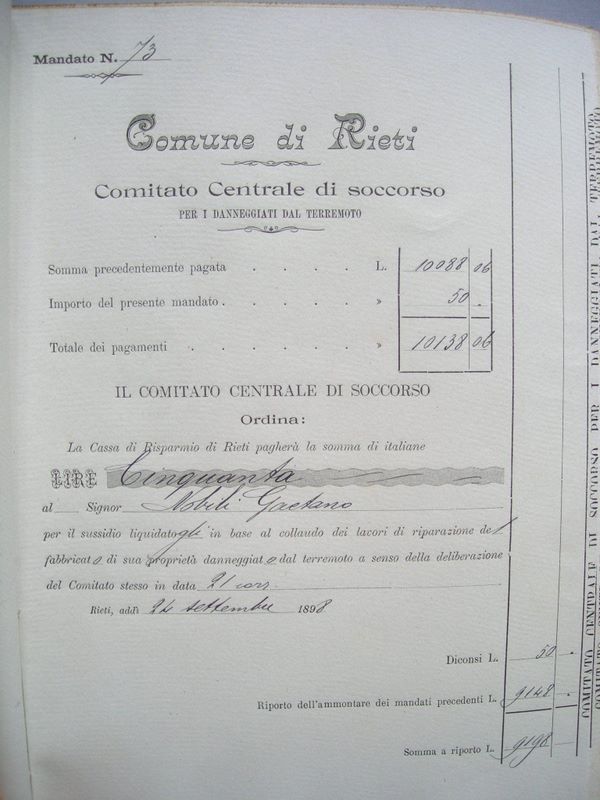 Mandato N. 73
Comune di Rieti
Comitato Centrale di soccorso
PER I DANNEGGIATI DAL TERREMOTO
Somma precedentemente pagata . . . . L. 10088 06
Importo del presente mandato . . . . » 50 .
Totale dei pagamenti . . . . » 10138 06
IL COMITATO CENTRALE DI SOCCORSO
Ordina:
La Cassa di Risparmio di Rieti pagherà la somma di italiane
LIRE Cinquanta
al Signor Nobili Gaetano
per il sussidio liquidatogli in base al collaudo dei lavori di riparazione del
fabbricato di sua proprietà danneggiato dal terremoto a senso della deliberazione
del Comitato stesso in data 21 cors.
Rieti, addì 24 settembre 1898
Diconsi L. 50 .
Riporto dell'ammontare dei mandati precedenti L. 9148 .
Somma a riporto L. 9198
COMITATO CENTRALE DI SOCCORSO PER I DANNEGGIATI DAL TERREMOTO